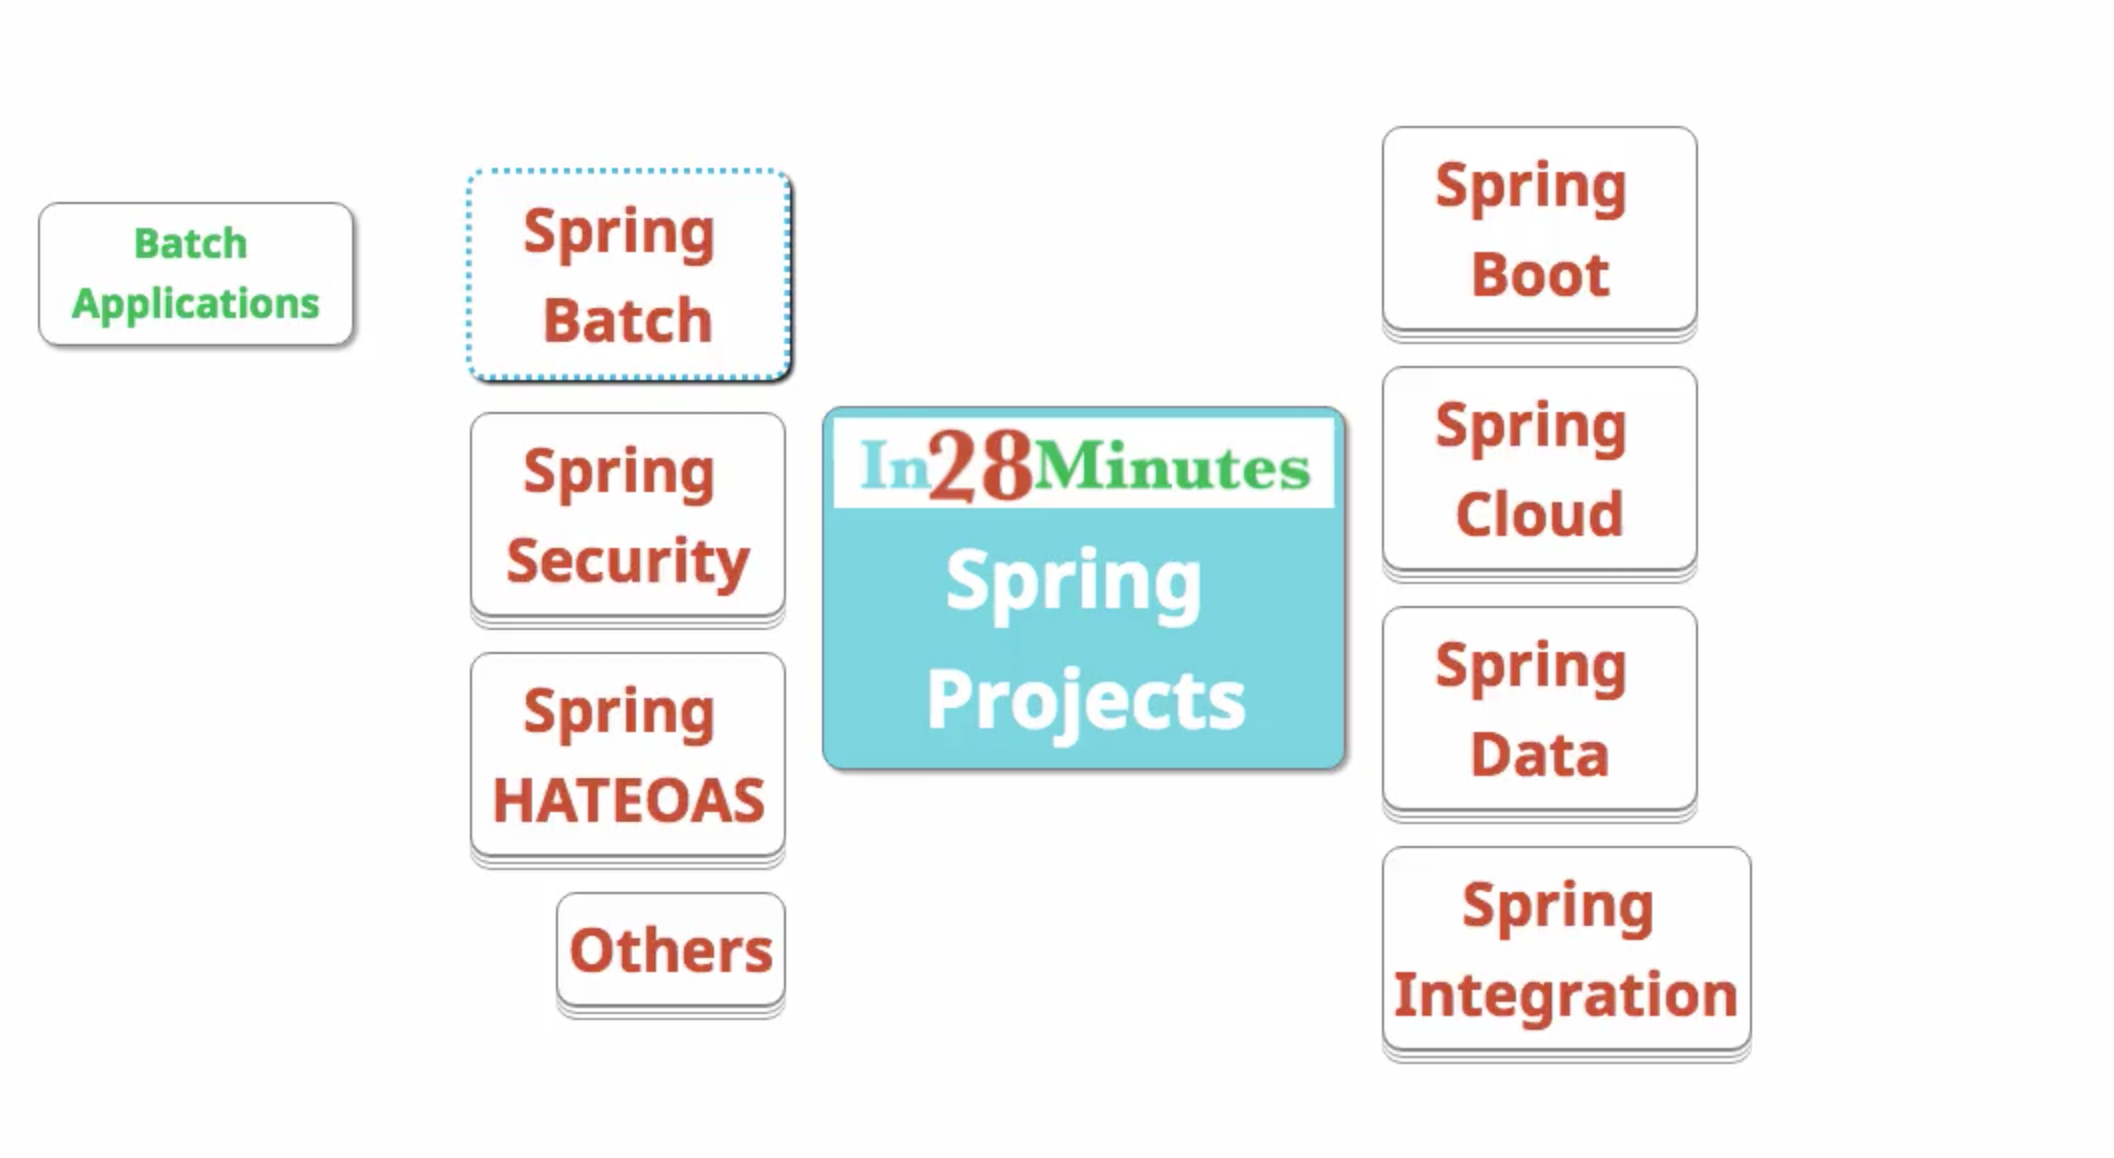 Batch
Applications
Spring
Batch
Spring
Security
Spring
HATEOAS
Others
In28Minutes
Spring
Projects
Spring
Boot
Spring
Cloud
Spring
Data
Spring
Integration